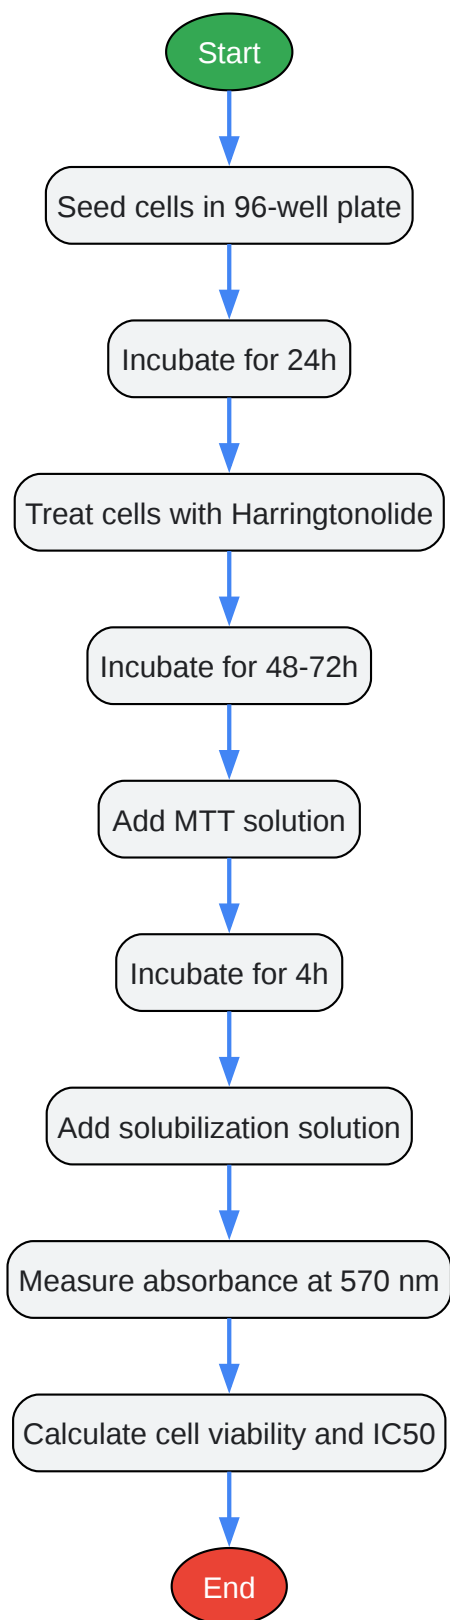 Start
Seed cells in 96-well plate
Incubate for 24h
Treat cells with Harringtonolide
Incubate for 48-72h
Add MTT solution
Incubate for 4h
Add solubilization solution
Measure absorbance at 570 nm
Calculate cell viability and IC50
End